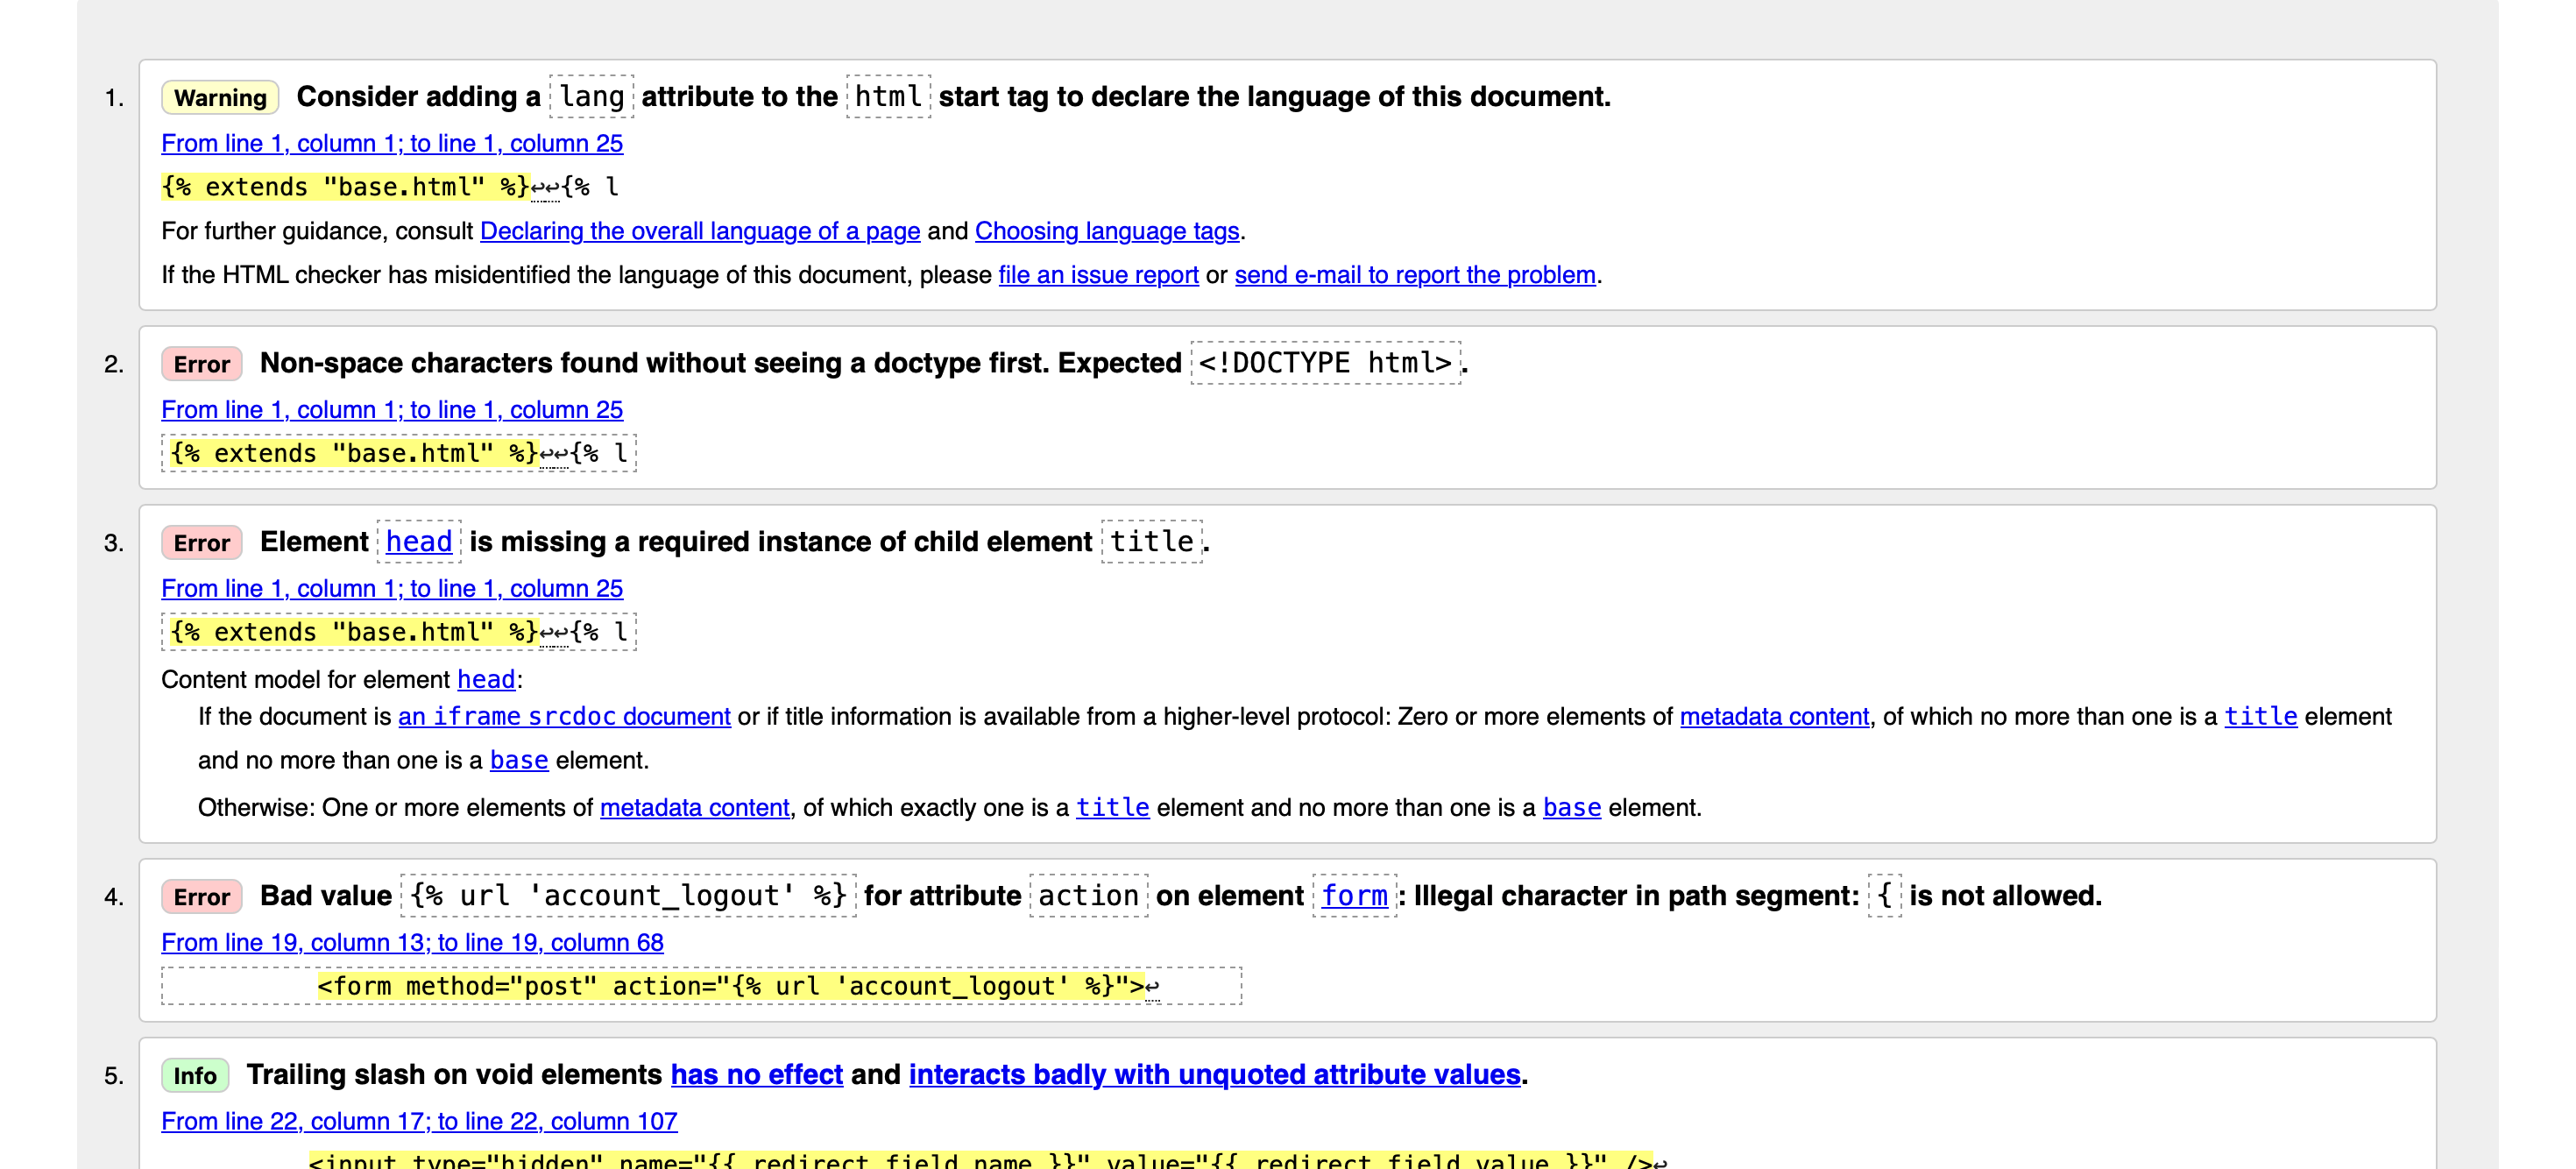 1. Warning Consider adding a lang attribute to the html start tag to declare the language of this document.
From line 1, column 1; to line 1, column 25
{% extends "base.html" %}↩↩{% l
For further guidance, consult Declaring the overall language of a page and Choosing language tags.
If the HTML checker has misidentified the language of this document, please file an issue report or send e-mail to report the problem.
2. Error Non-space characters found without seeing a doctype first. Expected <!DOCTYPE html>.
From line 1, column 1; to line 1, column 25
{% extends "base.html" %}↩↩{% l
3. Error Element head is missing a required instance of child element title.
From line 1, column 1; to line 1, column 25
{% extends "base.html" %}↩↩{% l
Content model for element head:
If the document is an iframe srcdoc document or if title information is available from a higher-level protocol: Zero or more elements of metadata content, of which no more than one is a title element
and no more than one is a base element.
Otherwise: One or more elements of metadata content, of which exactly one is a title element and no more than one is a base element.
4. Error Bad value {% url 'account_logout' %} for attribute action on element form: Illegal character in path segment: { is not allowed.
From line 19, column 13; to line 19, column 68
<form method="post" action="{% url 'account_logout' %}">↩
5. Info Trailing slash on void elements has no effect and interacts badly with unquoted attribute values.
From line 22, column 17; to line 22, column 107
<input type="hidden" name="{{ redirect_field_name }}" value="{{ redirect_field_value }}" />↩